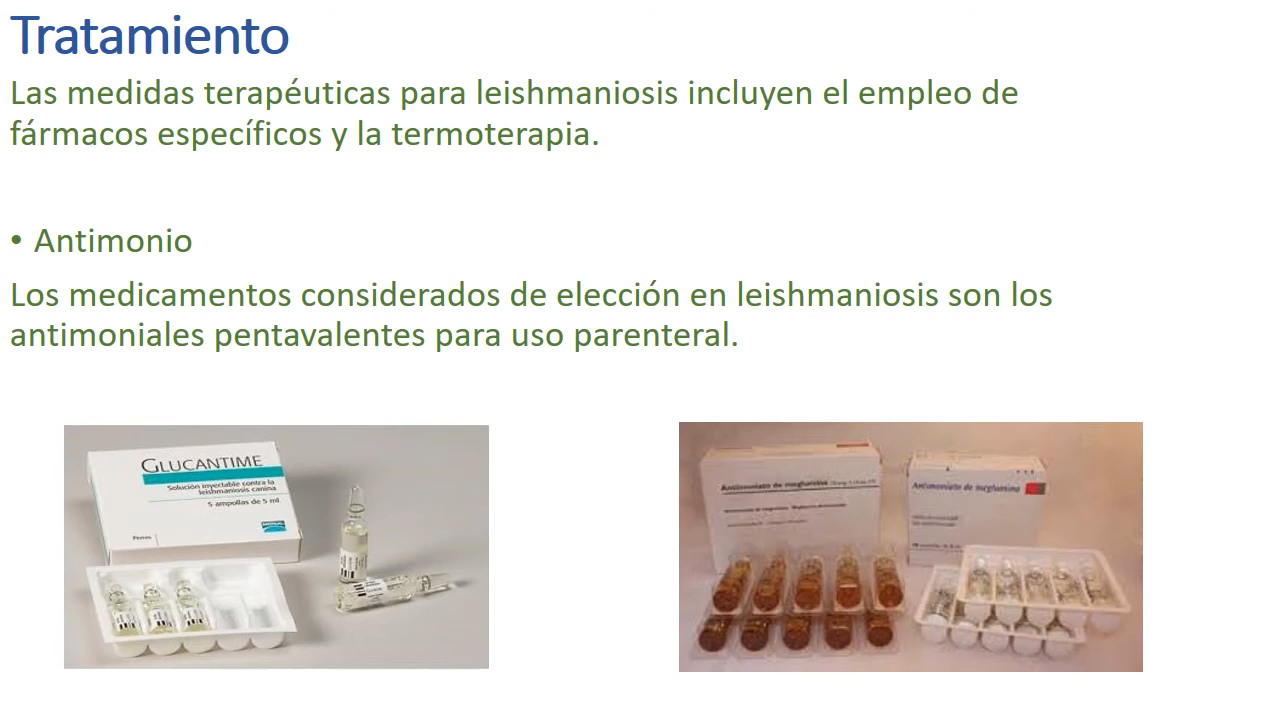 Tratamiento
Las medidas terapéuticas para leishmaniosis incluyen el empleo de
fármacos específicos y la termoterapia.
• Antimonio
Los medicamentos considerados de elección en leishmaniosis son los
antimoniales pentavalentes para uso parenteral.
GLUCANTIME
Solución inyectable contra la
leishmaniosis canina
5 ampollas de 5 ml
Perros
Antimoniato de meglumina
Antimoniato de meglumina